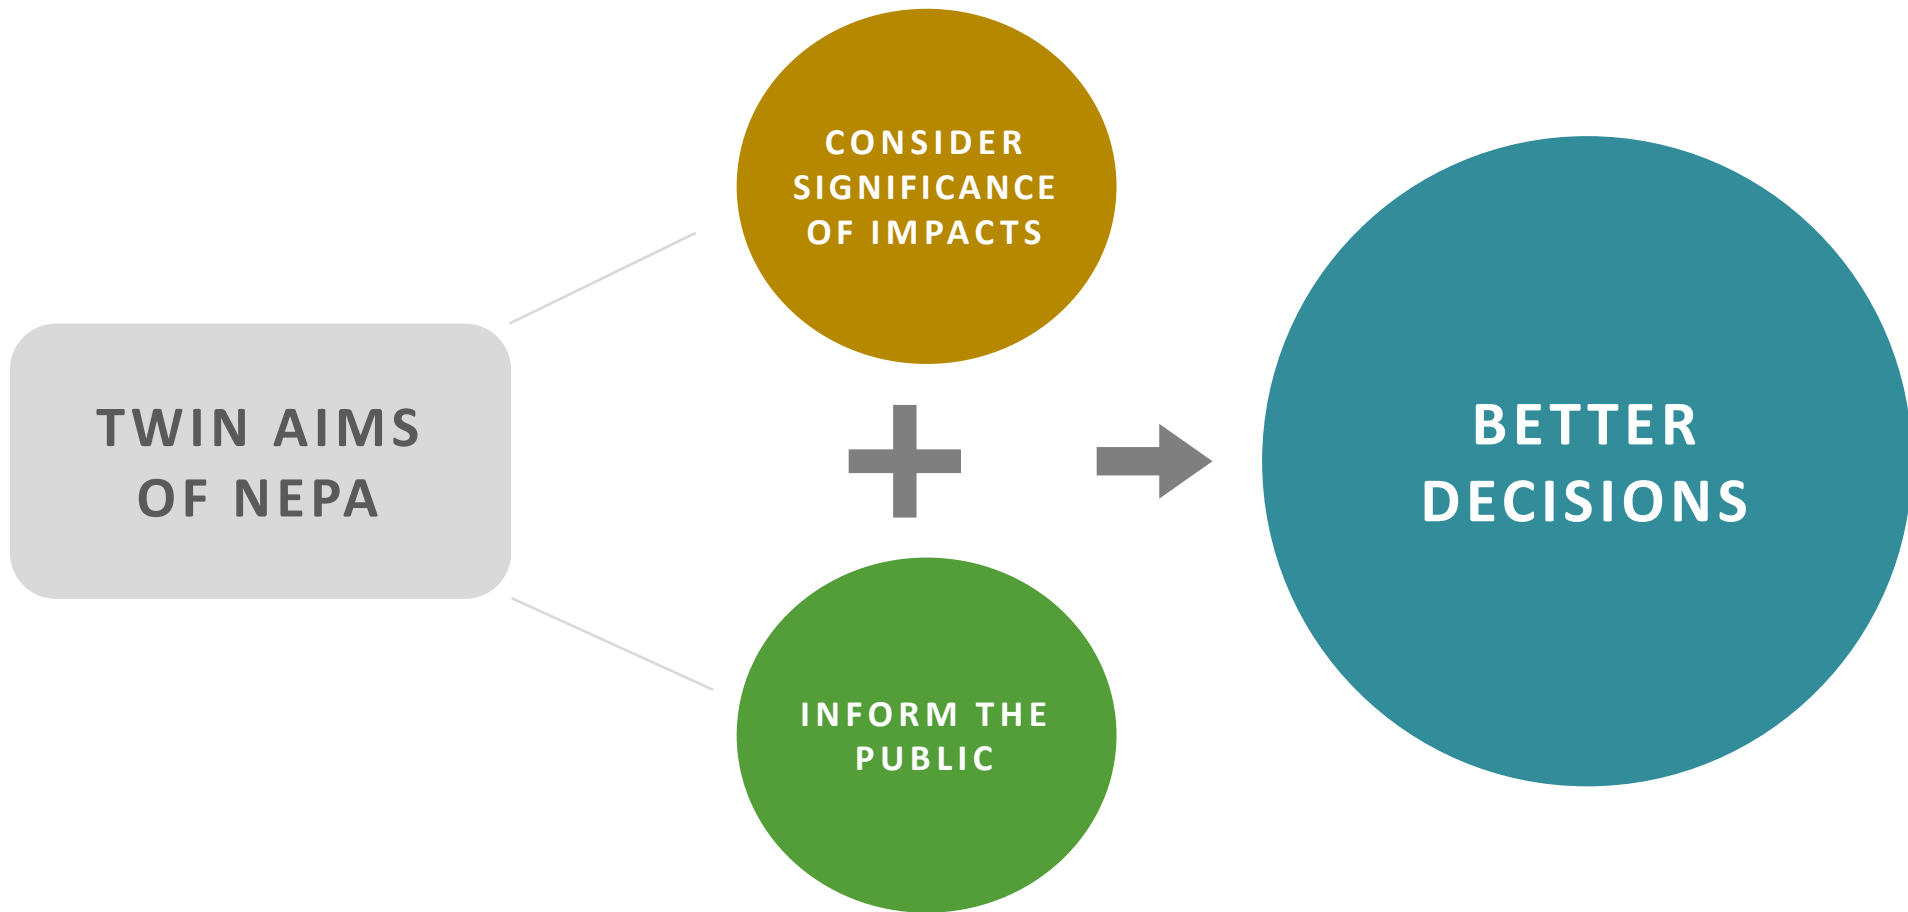 TWIN AIMS
OF NEPA
CONSIDER
SIGNIFICANCE
OF IMPACTS
INFORM THE
PUBLIC
BETTER
DECISIONS